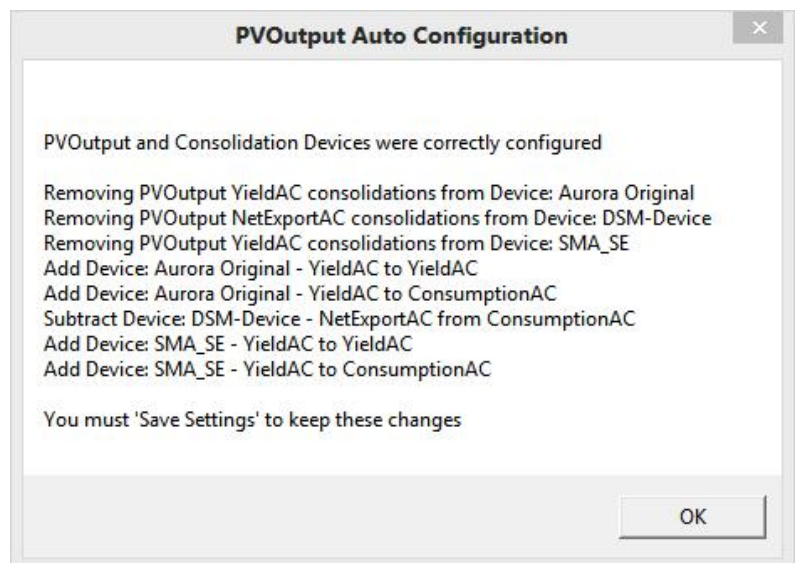 PVOutput Auto Configuration
PVOutput and Consolidation Devices were correctly configured
Removing PVOutput YieldAC consolidations from Device: Aurora Original
Removing PVOutput NetExportAC consolidations from Device: DSM-Device
Removing PVOutput YieldAC consolidations from Device: SMA_SE
Add Device: Aurora Original - YieldAC to YieldAC
Add Device: Aurora Original - YieldAC to ConsumptionAC
Subtract Device: DSM-Device - NetExportAC from ConsumptionAC
Add Device: SMA_SE - YieldAC to YieldAC
Add Device: SMA_SE - YieldAC to ConsumptionAC
You must 'Save Settings' to keep these changes
OK